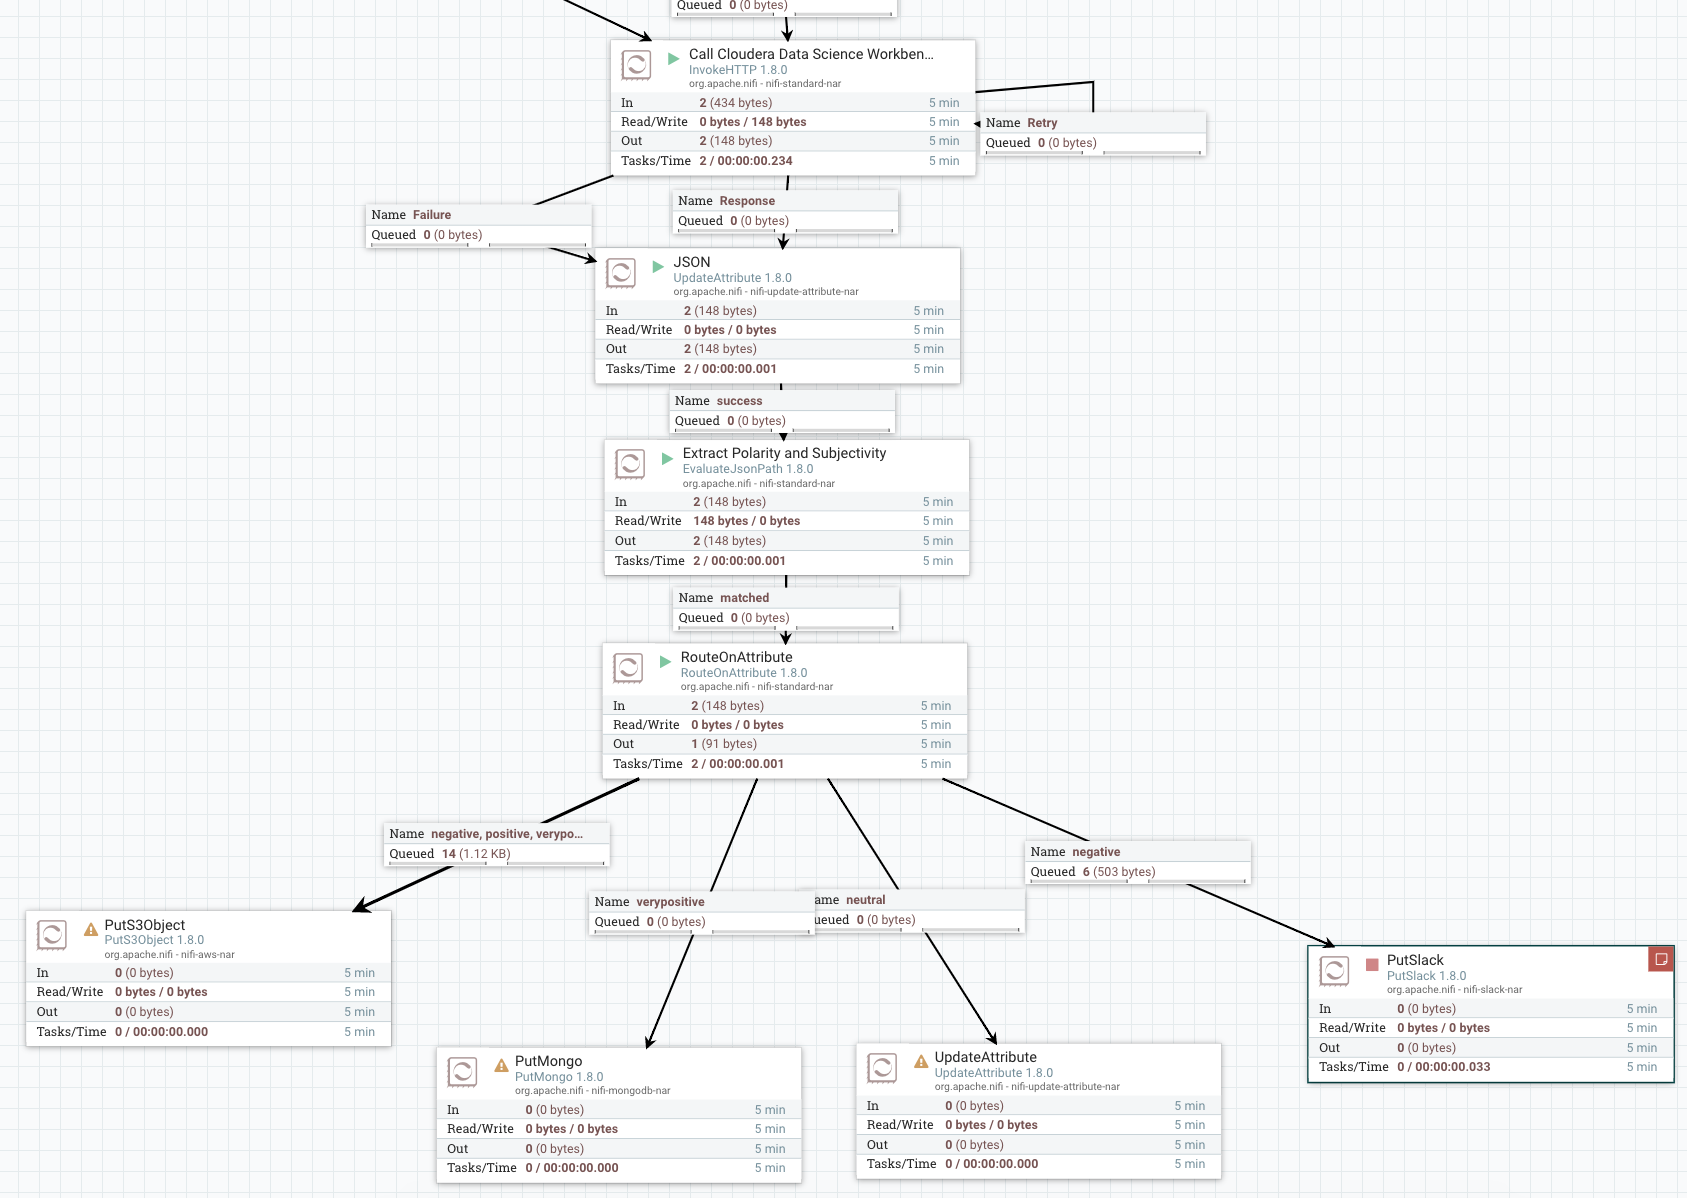 Queued 0 (0 bytes)
Call Cloudera Data Science Workben...
InvokeHTTP 1.8.0
org.apache.nifi - nifi-standard-nar
In 2 (434 bytes) 5 min
Read/Write 0 bytes / 148 bytes 5 min
Out 2 (148 bytes) 5 min
Tasks/Time 2 / 00:00:00.234 5 min
Name Retry
Queued 0 (0 bytes)
Name Failure
Queued 0 (0 bytes)
Name Response
Queued 0 (0 bytes)
JSON
UpdateAttribute 1.8.0
org.apache.nifi - nifi-update-attribute-nar
In 2 (148 bytes) 5 min
Read/Write 0 bytes / 0 bytes 5 min
Out 2 (148 bytes) 5 min
Tasks/Time 2 / 00:00:00.001 5 min
Name success
Queued 0 (0 bytes)
Extract Polarity and Subjectivity
EvaluateJsonPath 1.8.0
org.apache.nifi - nifi-standard-nar
In 2 (148 bytes) 5 min
Read/Write 148 bytes / 0 bytes 5 min
Out 2 (148 bytes) 5 min
Tasks/Time 2 / 00:00:00.001 5 min
Name matched
Queued 0 (0 bytes)
RouteOnAttribute
RouteOnAttribute 1.8.0
org.apache.nifi - nifi-standard-nar
In 2 (148 bytes) 5 min
Read/Write 0 bytes / 0 bytes 5 min
Out 1 (91 bytes) 5 min
Tasks/Time 2 / 00:00:00.001 5 min
Name negative, positive, verypo...
Queued 14 (1.12 KB)
Name verypositive
Queued 0 (0 bytes)
ame neutral
ueued 0 (0 bytes)
Name negative
Queued 6 (503 bytes)
PutS3Object
PutS3Object 1.8.0
org.apache.nifi - nifi-aws-nar
In 0 (0 bytes) 5 min
Read/Write 0 bytes / 0 bytes 5 min
Out 0 (0 bytes) 5 min
Tasks/Time 0 / 00:00:00.000 5 min
PutMongo
PutMongo 1.8.0
org.apache.nifi - nifi-mongodb-nar
In 0 (0 bytes) 5 min
Read/Write 0 bytes / 0 bytes 5 min
Out 0 (0 bytes) 5 min
Tasks/Time 0 / 00:00:00.000 5 min
UpdateAttribute
UpdateAttribute 1.8.0
org.apache.nifi - nifi-update-attribute-nar
In 0 (0 bytes) 5 min
Read/Write 0 bytes / 0 bytes 5 min
Out 0 (0 bytes) 5 min
Tasks/Time 0 / 00:00:00.000 5 min
PutSlack
PutSlack 1.8.0
org.apache.nifi - nifi-slack-nar
In 0 (0 bytes) 5 min
Read/Write 0 bytes / 0 bytes 5 min
Out 0 (0 bytes) 5 min
Tasks/Time 0 / 00:00:00.033 5 min